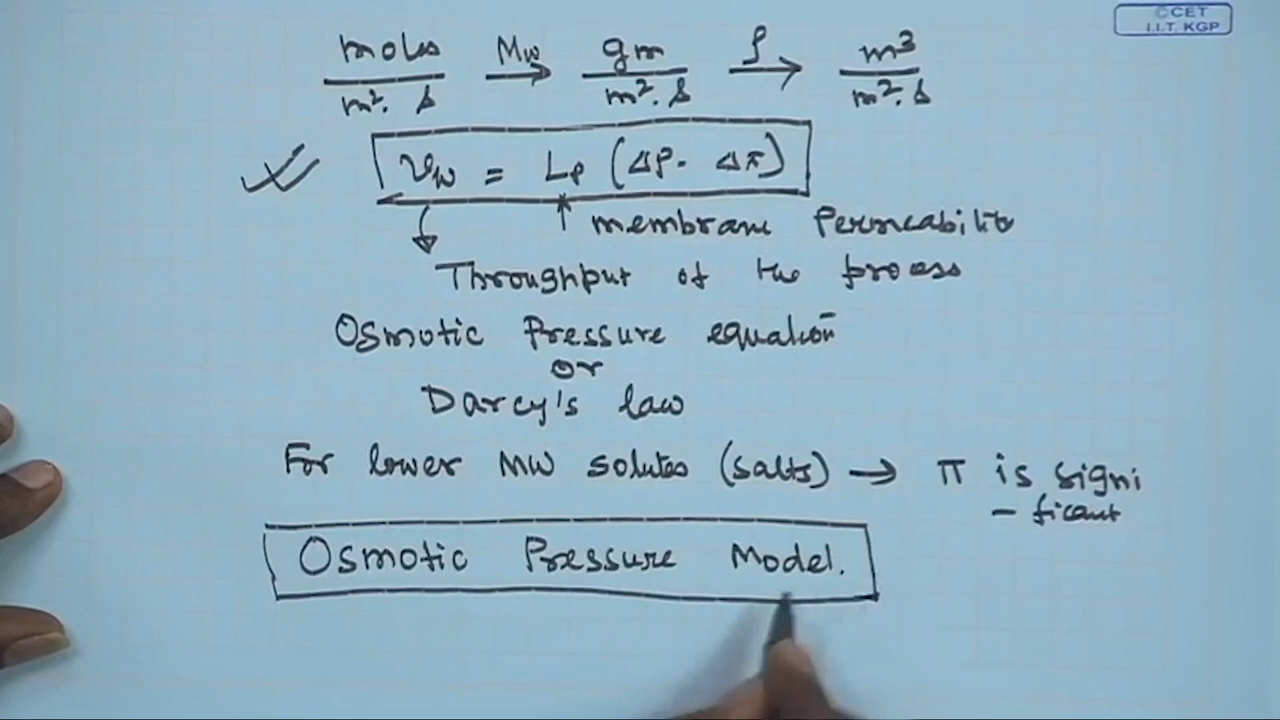 ©CET
I.I.T. KGP
moles/m². s → Mw gm/m². s → ρ m³/m². s
vw = Lp (ΔP - Δπ)
membrane Permeability
Throughput of the process
Osmotic Pressure equation
or
Darcy's law
For lower MW solutes (salts) → π is signi
- ficant
Osmotic Pressure Model.